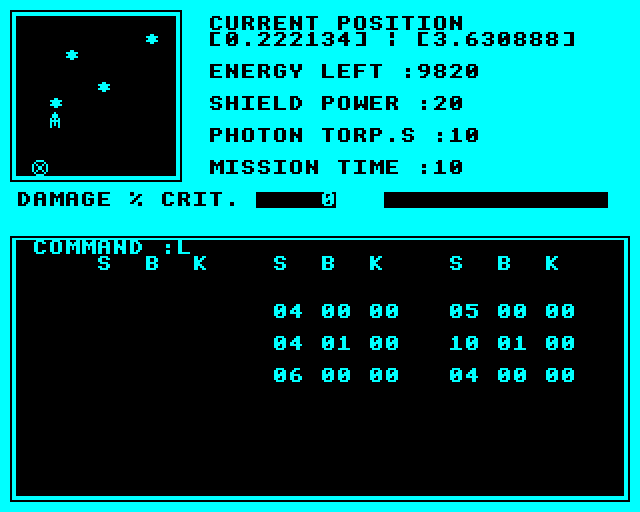 CURRENT POSITION
[0.222134] : [3.630888]
ENERGY LEFT :9820
SHIELD POWER :20
PHOTON TORP.S :10
MISSION TIME :10
DAMAGE % CRIT. 0
COMMAND :L
S B K S B K S B K
04 00 00 05 00 00
04 01 00 10 01 00
06 00 00 04 00 00